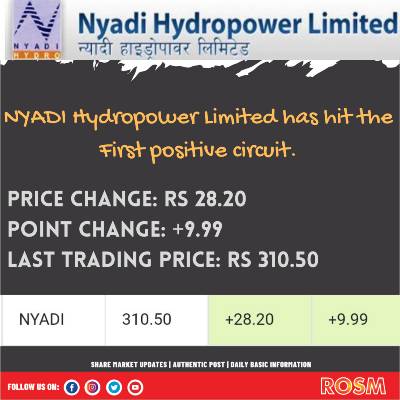 NYADI
HYDRO
Nyadi Hydropower Limited
न्यादी हाइड्रोपावर लिमिटेड
NYADI Hydropower Limited has hit the
First positive circuit.
PRICE CHANGE: RS 28.20
POINT CHANGE: +9.99
LAST TRADING PRICE: RS 310.50
NYADI 310.50 +28.20 +9.99
SHARE MARKET UPDATES | AUTHENTIC POST | DAILY BASIC INFORMATION
FOLLOW US ON: ROSM